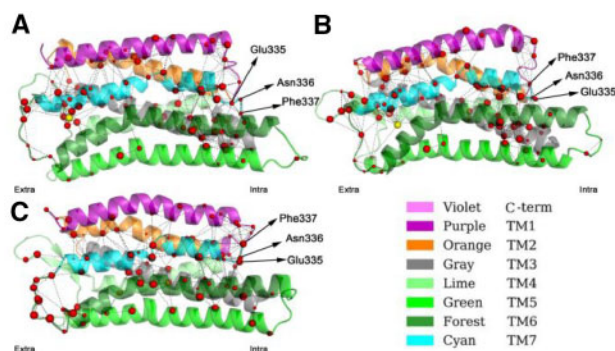 A
Glu335
Asn336
Phe337
Extra Intra
B
Phe337
Asn336
Glu335
Extra Intra
C
Phe337
Asn336
Glu335
Extra Intra
Violet C-term
Purple TM1
Orange TM2
Gray TM3
Lime TM4
Green TM5
Forest TM6
Cyan TM7